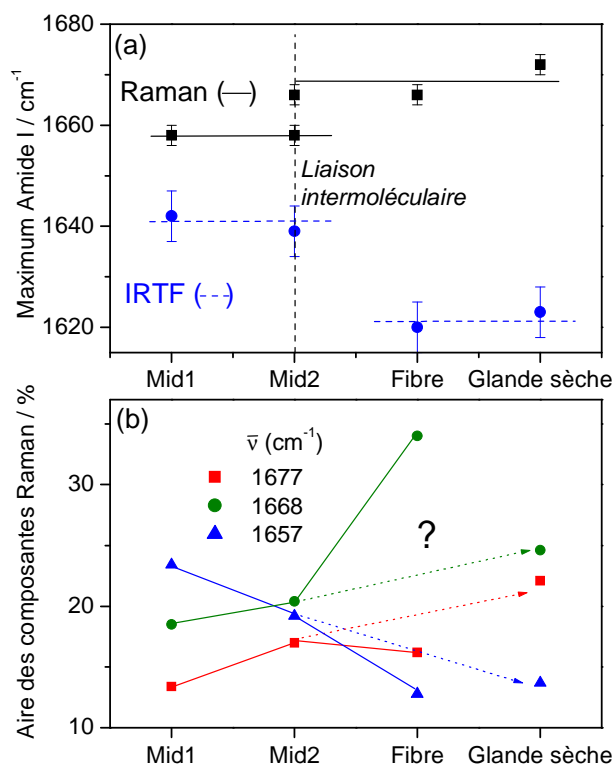 1680
(a)
Raman (—)
1660
Liaison
intermoléculaire
1640
IRTF (---)
1620
Maximum Amide I / cm⁻¹
Mid1 Mid2 Fibre Glande sèche
(b)
ν̅ (cm⁻¹)
1677
1668
1657
?
30
20
10
Aire des composantes Raman / %
Mid1 Mid2 Fibre Glande sèche